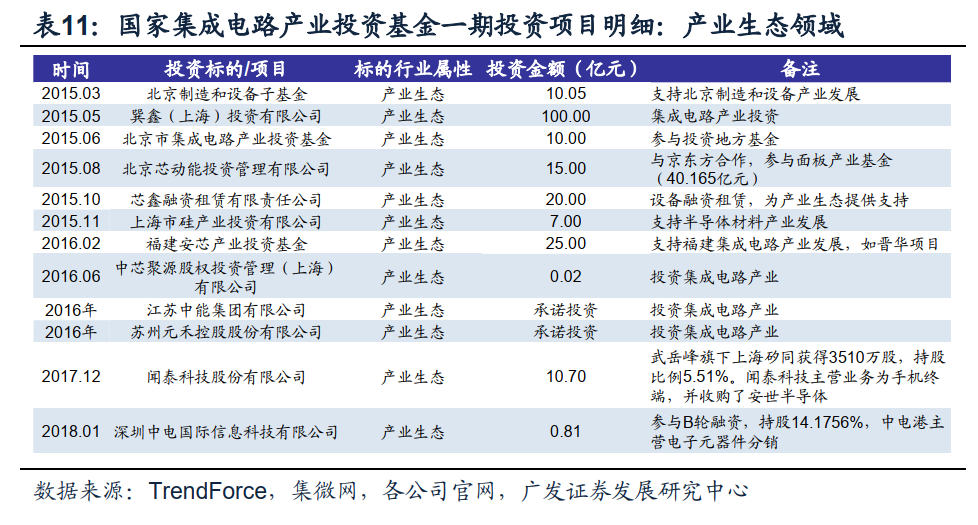 表11：国家集成电路产业投资基金一期投资项目明细：产业生态领域
时间 投资标的/项目 标的行业属性 投资金额（亿元） 备注
2015.03 北京制造和设备子基金 产业生态 10.05 支持北京制造和设备产业发展
2015.05 巽鑫（上海）投资有限公司 产业生态 100.00 集成电路产业投资
2015.06 北京市集成电路产业投资基金 产业生态 10.00 参与投资地方基金
2015.08 北京芯动能投资管理有限公司 产业生态 15.00 与京东方合作，参与面板产业基金
（40.165亿元）
2015.10 芯鑫融资租赁有限责任公司 产业生态 20.00 设备融资租赁，为产业生态提供支持
2015.11 上海市硅产业投资有限公司 产业生态 7.00 支持半导体材料产业发展
2016.02 福建安芯产业投资基金 产业生态 25.00 支持福建集成电路产业发展，如晋华项目
2016.06 中芯聚源股权投资管理（上海）
有限公司 产业生态 0.02 投资集成电路产业
2016年 江苏中能集团有限公司 产业生态 承诺投资 投资集成电路产业
2016年 苏州元禾控股股份有限公司 产业生态 承诺投资 投资集成电路产业
2017.12 闻泰科技股份有限公司 产业生态 10.70 武岳峰旗下上海矽同获得3510万股，持股
比例5.51%。闻泰科技主营业务为手机终
端，并收购了安世半导体
2018.01 深圳中电国际信息科技有限公司 产业生态 0.81 参与B轮融资，持股14.1756%，中电港主
营电子元器件分销
数据来源：TrendForce，集微网，各公司官网，广发证券发展研究中心